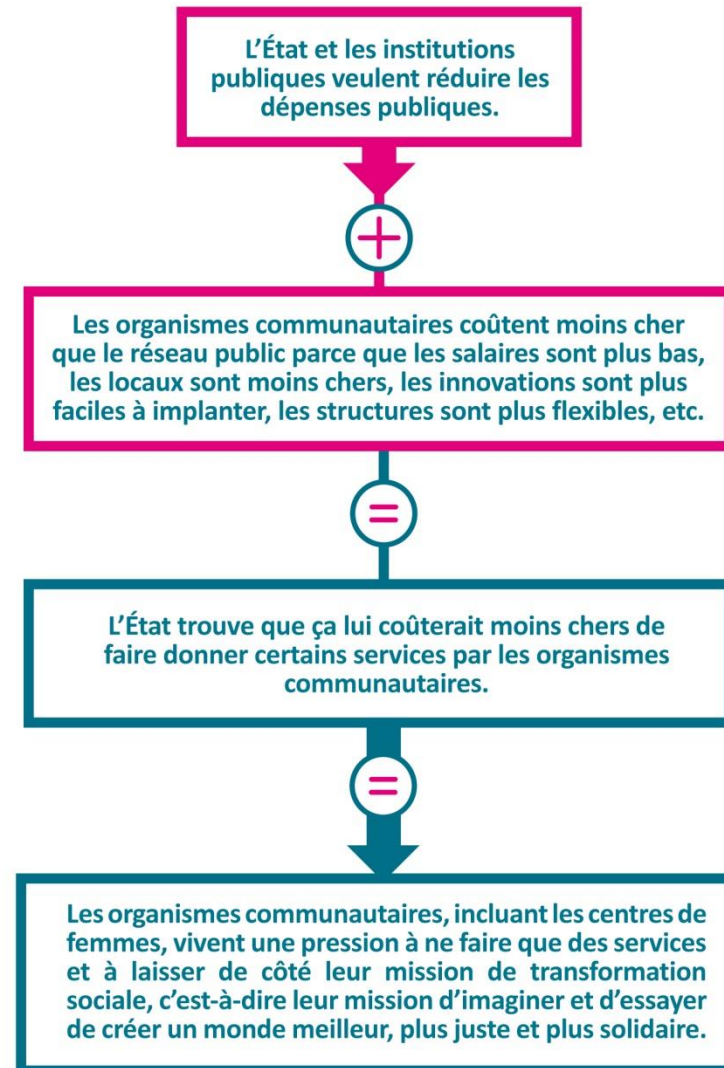 L’État et les institutions
publiques veulent réduire les
dépenses publiques.
+
Les organismes communautaires coûtent moins cher
que le réseau public parce que les salaires sont plus bas,
les locaux sont moins chers, les innovations sont plus
faciles à implanter, les structures sont plus flexibles, etc.
=
L’État trouve que ça lui coûterait moins chers de
faire donner certains services par les organismes
communautaires.
=
Les organismes communautaires, incluant les centres de
femmes, vivent une pression à ne faire que des services
et à laisser de côté leur mission de transformation
sociale, c’est-à-dire leur mission d’imaginer et d’essayer
de créer un monde meilleur, plus juste et plus solidaire.